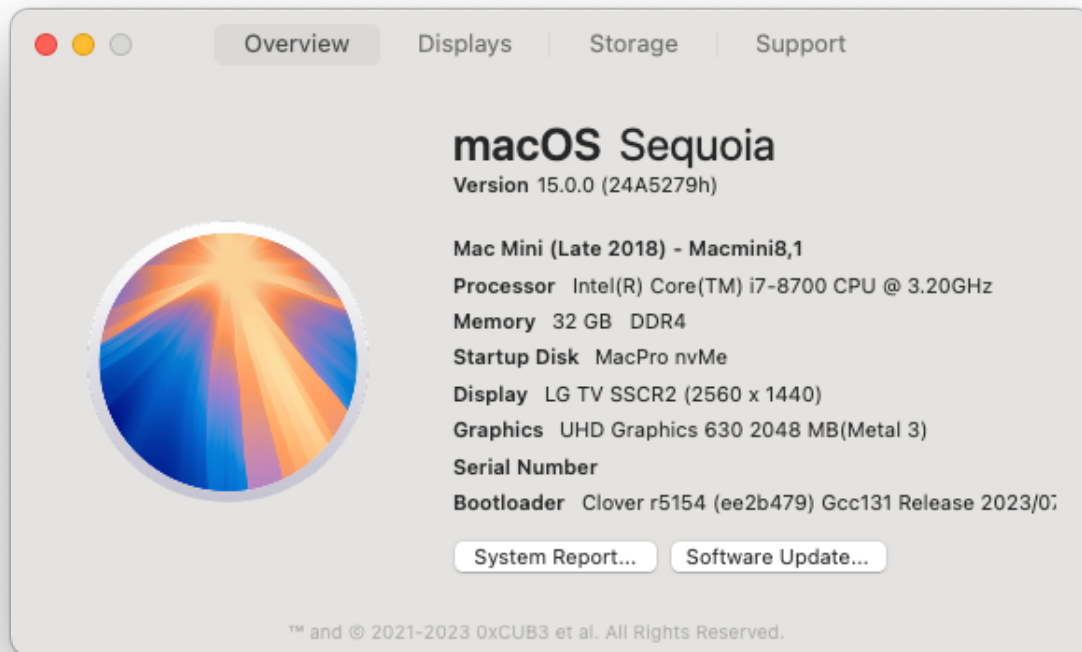 Overview Displays Storage Support
macOS Sequoia
Version 15.0.0 (24A5279h)
Mac Mini (Late 2018) - Macmini8,1
Processor Intel(R) Core(TM) i7-8700 CPU @ 3.20GHz
Memory 32 GB DDR4
Startup Disk MacPro nvMe
Display LG TV SSCR2 (2560 x 1440)
Graphics UHD Graphics 630 2048 MB(Metal 3)
Serial Number
Bootloader Clover r5154 (ee2b479) Gcc131 Release 2023/0
System Report... Software Update...
™ and © 2021-2023 0xCUB3 et al. All Rights Reserved.